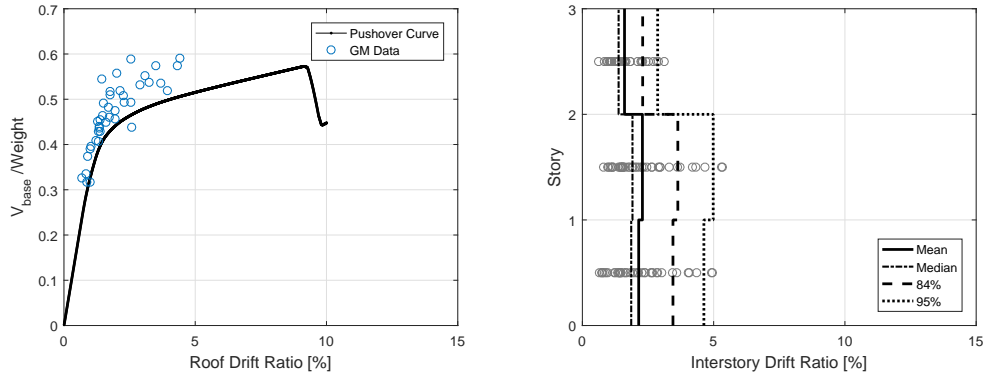 0.7
0.6
0.5
0.4
0.3
0.2
0.1
0
V_base /Weight
0
5
10
15
Roof Drift Ratio [%]
Pushover Curve
GM Data
3
2
1
0
Story
0
5
10
15
Interstory Drift Ratio [%]
Mean
Median
84%
95%